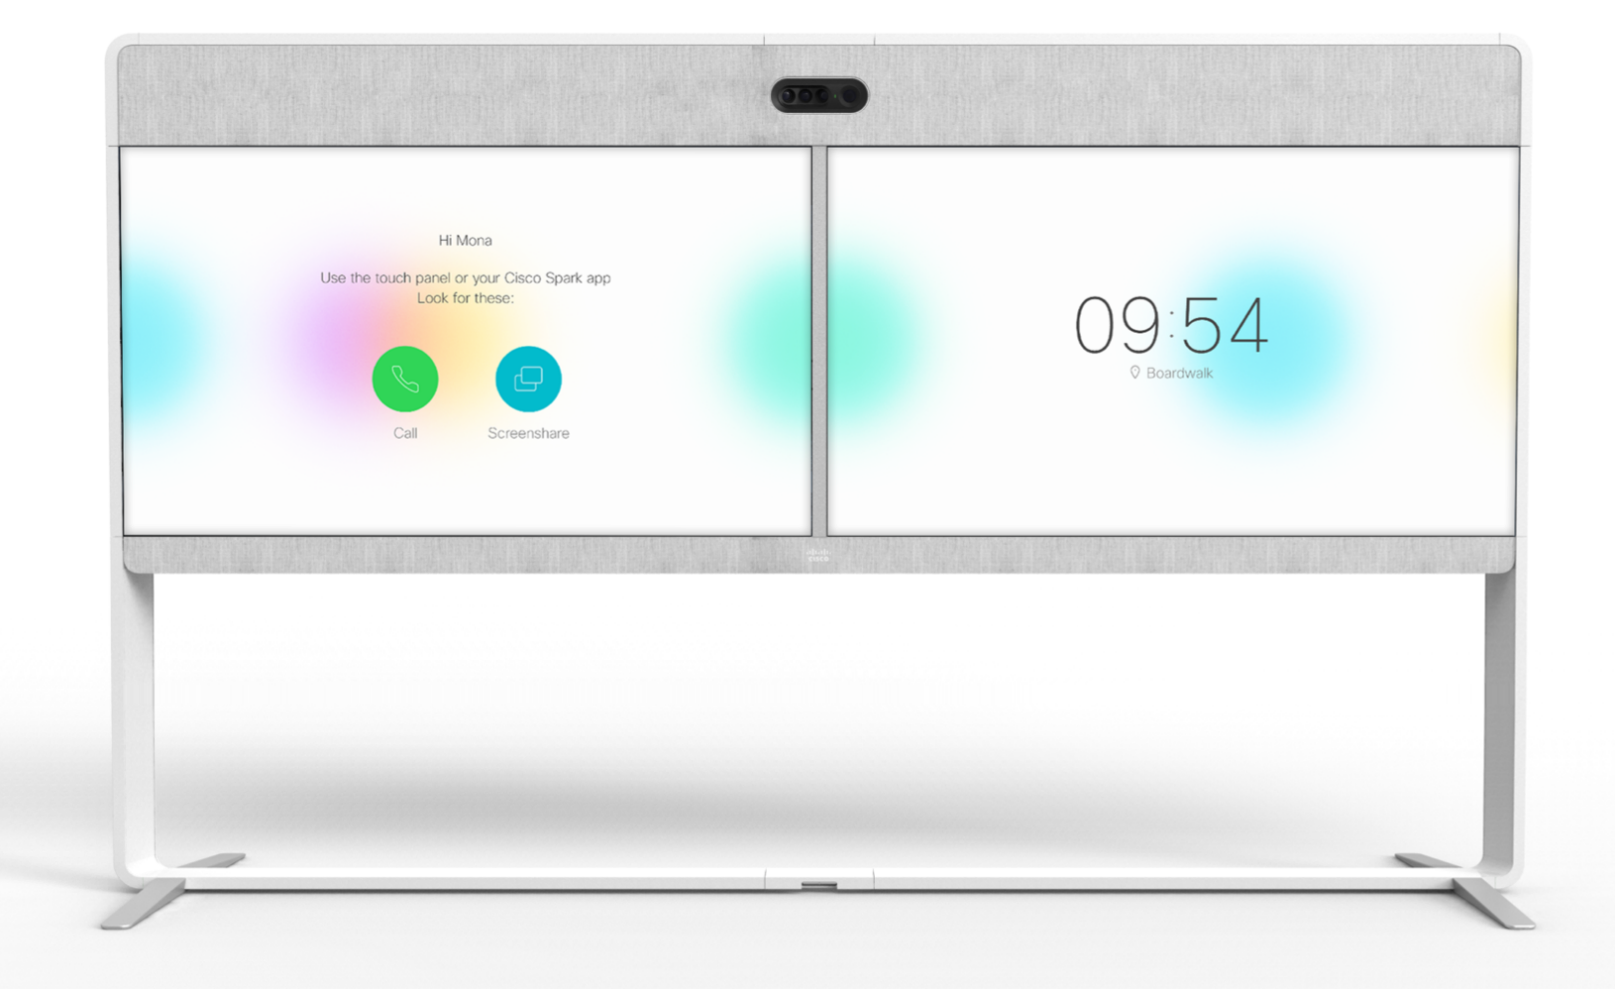 Hi Mona
Use the touch panel or your Cisco Spark app
Look for these:
Call
Screenshare
09:54
Boardwalk
cisco